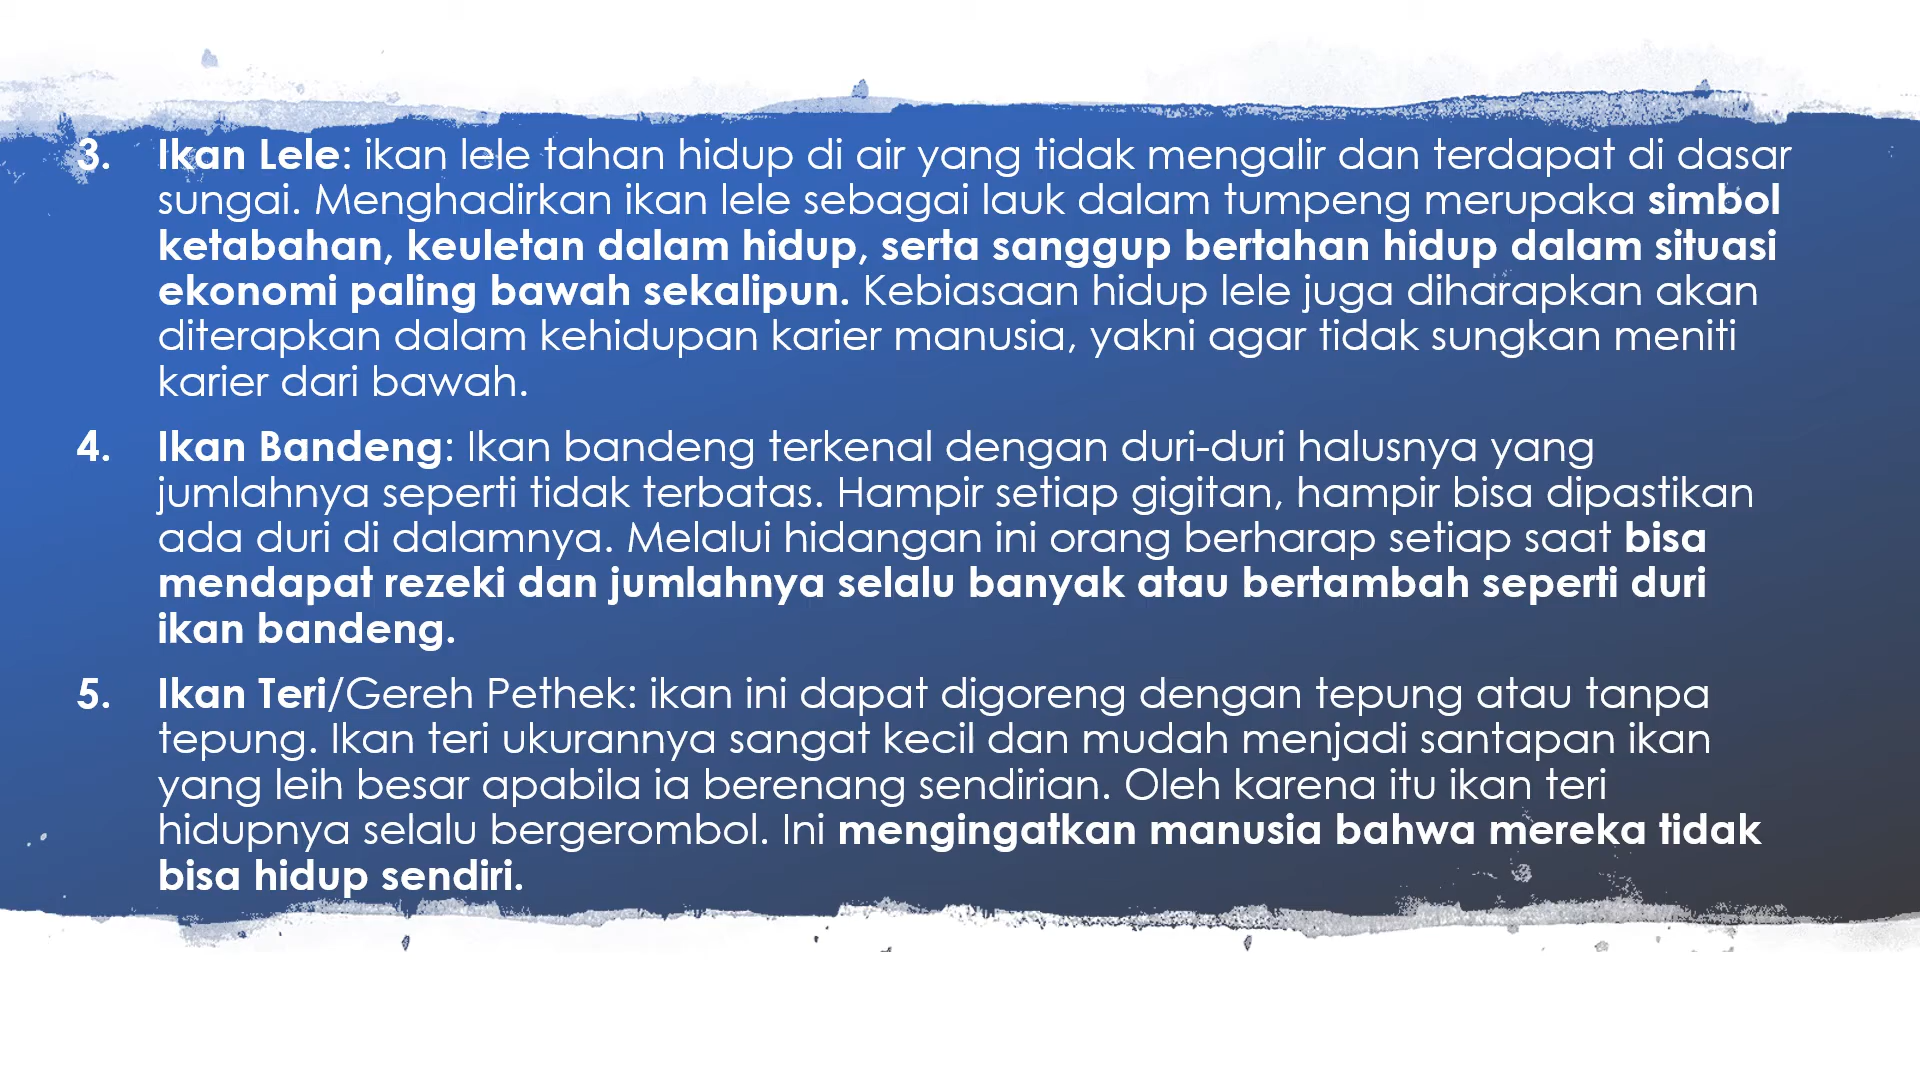 3. Ikan Lele: ikan lele tahan hidup di air yang tidak mengalir dan terdapat di dasar
sungai. Menghadirkan ikan lele sebagai lauk dalam tumpeng merupaka simbol
ketabahan, keuletan dalam hidup, serta sanggup bertahan hidup dalam situasi
ekonomi paling bawah sekalipun. Kebiasaan hidup lele juga diharapkan akan
diterapkan dalam kehidupan karier manusia, yakni agar tidak sungkan meniti
karier dari bawah.
4. Ikan Bandeng: Ikan bandeng terkenal dengan duri-duri halusnya yang
jumlahnya seperti tidak terbatas. Hampir setiap gigitan, hampir bisa dipastikan
ada duri di dalamnya. Melalui hidangan ini orang berharap setiap saat bisa
mendapat rezeki dan jumlahnya selalu banyak atau bertambah seperti duri
ikan bandeng.
5. Ikan Teri/Gereh Pethek: ikan ini dapat digoreng dengan tepung atau tanpa
tepung. Ikan teri ukurannya sangat kecil dan mudah menjadi santapan ikan
yang leih besar apabila ia berenang sendirian. Oleh karena itu ikan teri
hidupnya selalu bergerombol. Ini mengingatkan manusia bahwa mereka tidak
bisa hidup sendiri.